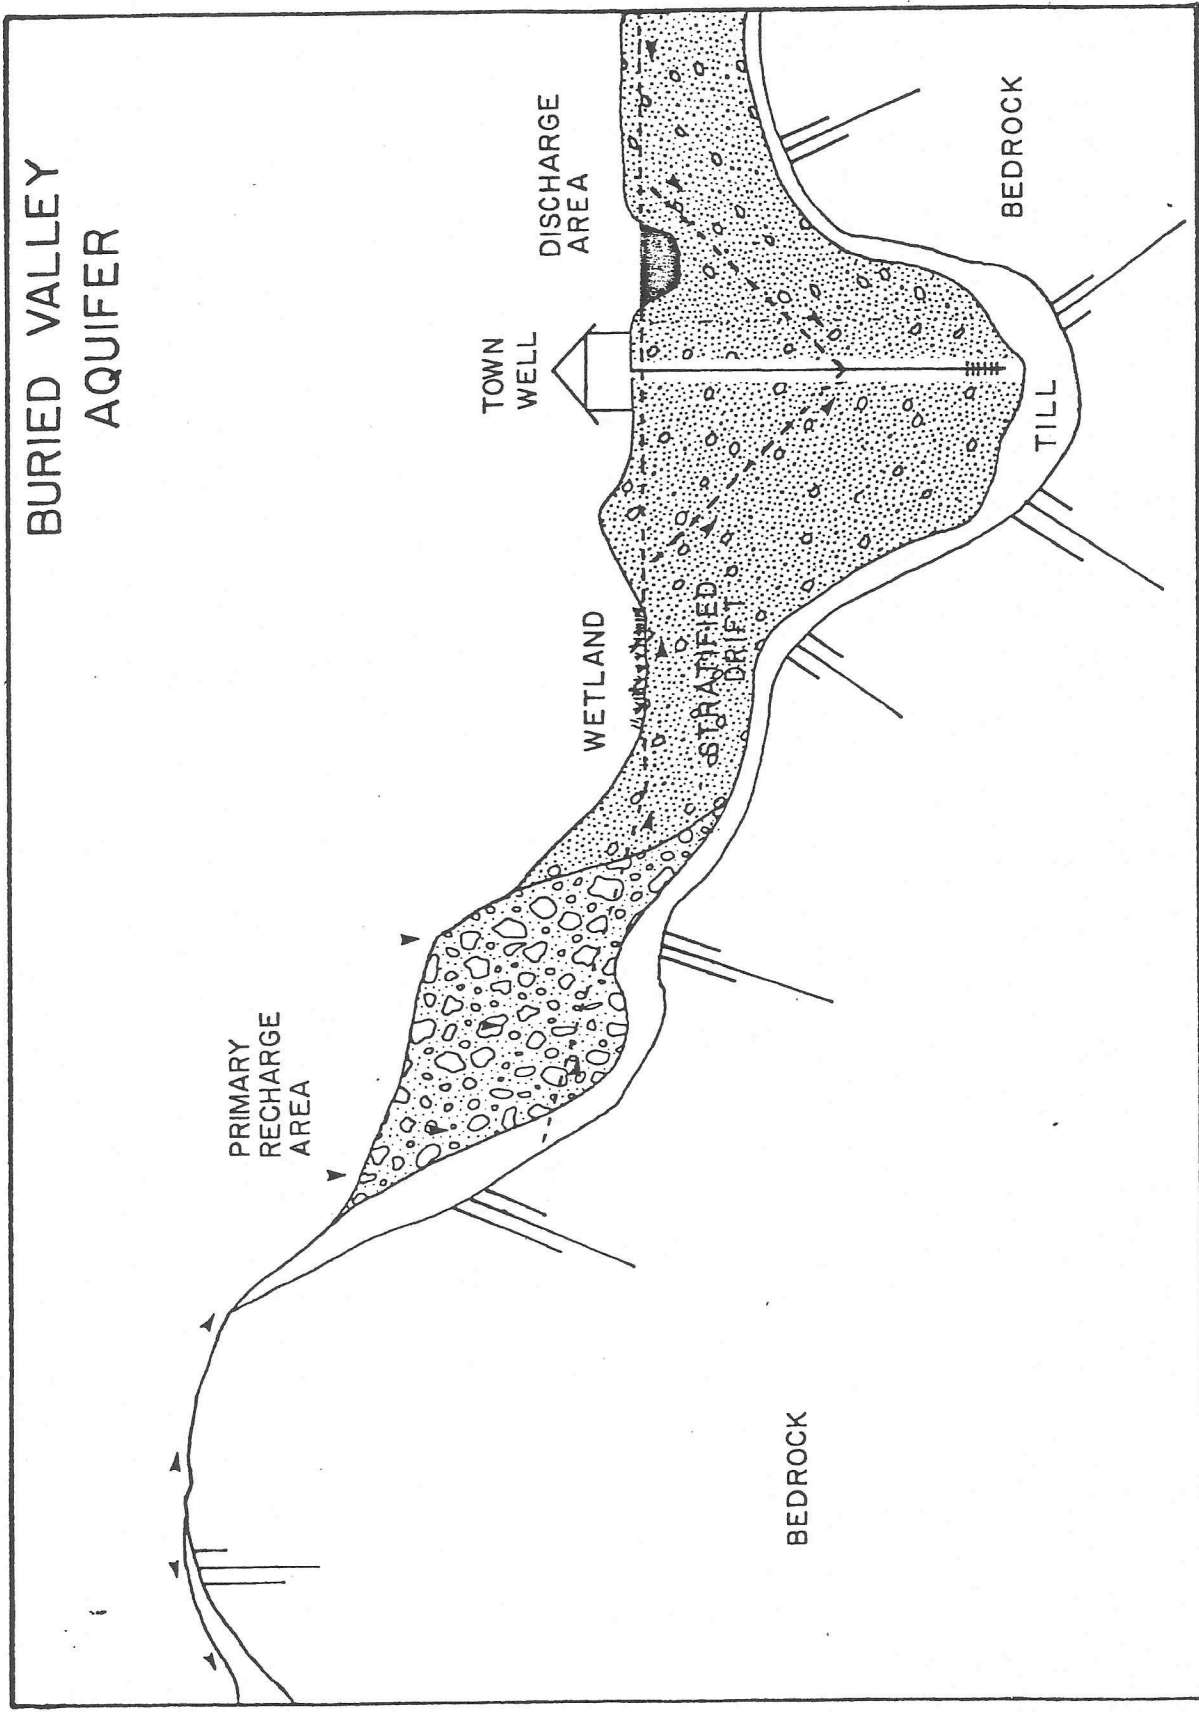 BURIED VALLEY
AQUIFER
PRIMARY
RECHARGE
AREA
WETLAND
TOWN
WELL
DISCHARGE
AREA
STRATIFIED
DRIFT
TILL
BEDROCK
BEDROCK